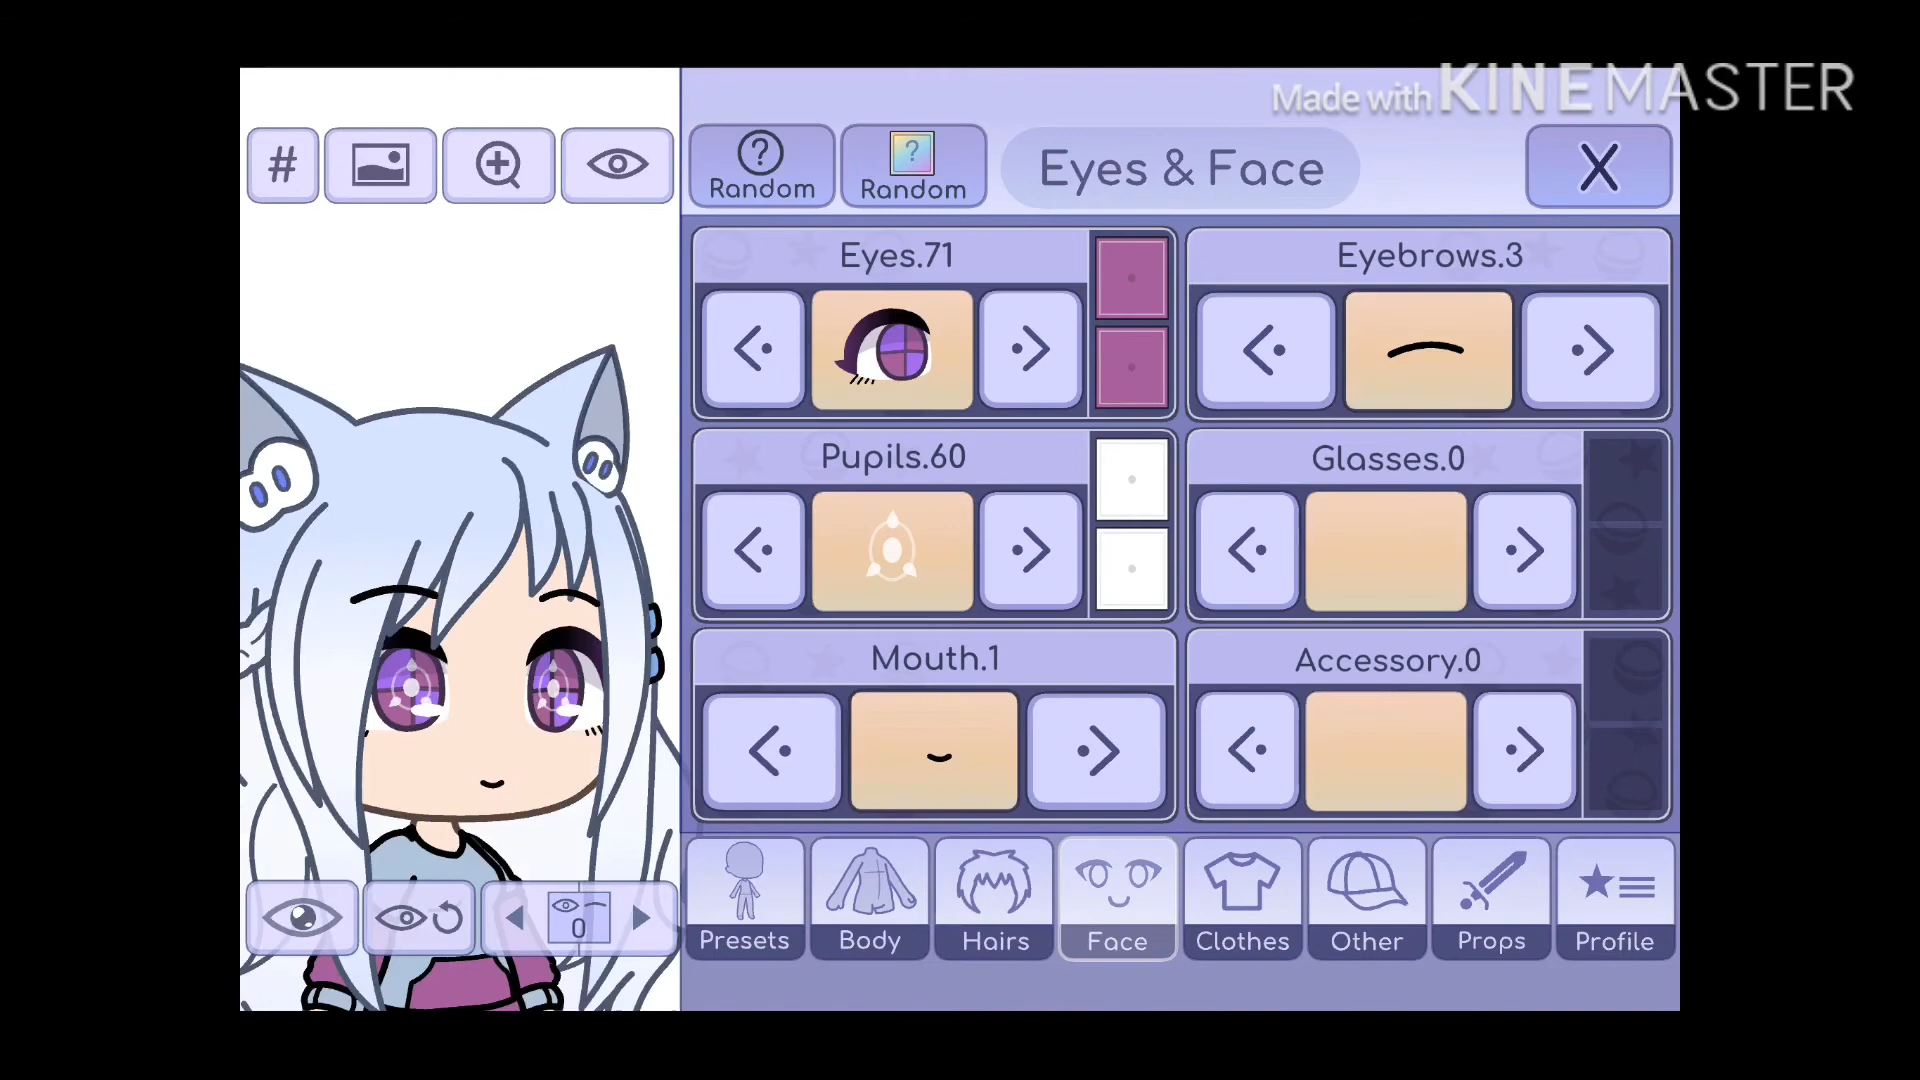 Made with KINEMASTER
#
? Random
? Random
Eyes & Face
X
Eyes.71
Eyebrows.3
Pupils.60
Glasses.0
Mouth.1
Accessory.0
0
Presets
Body
Hairs
Face
Clothes
Other
Props
Profile